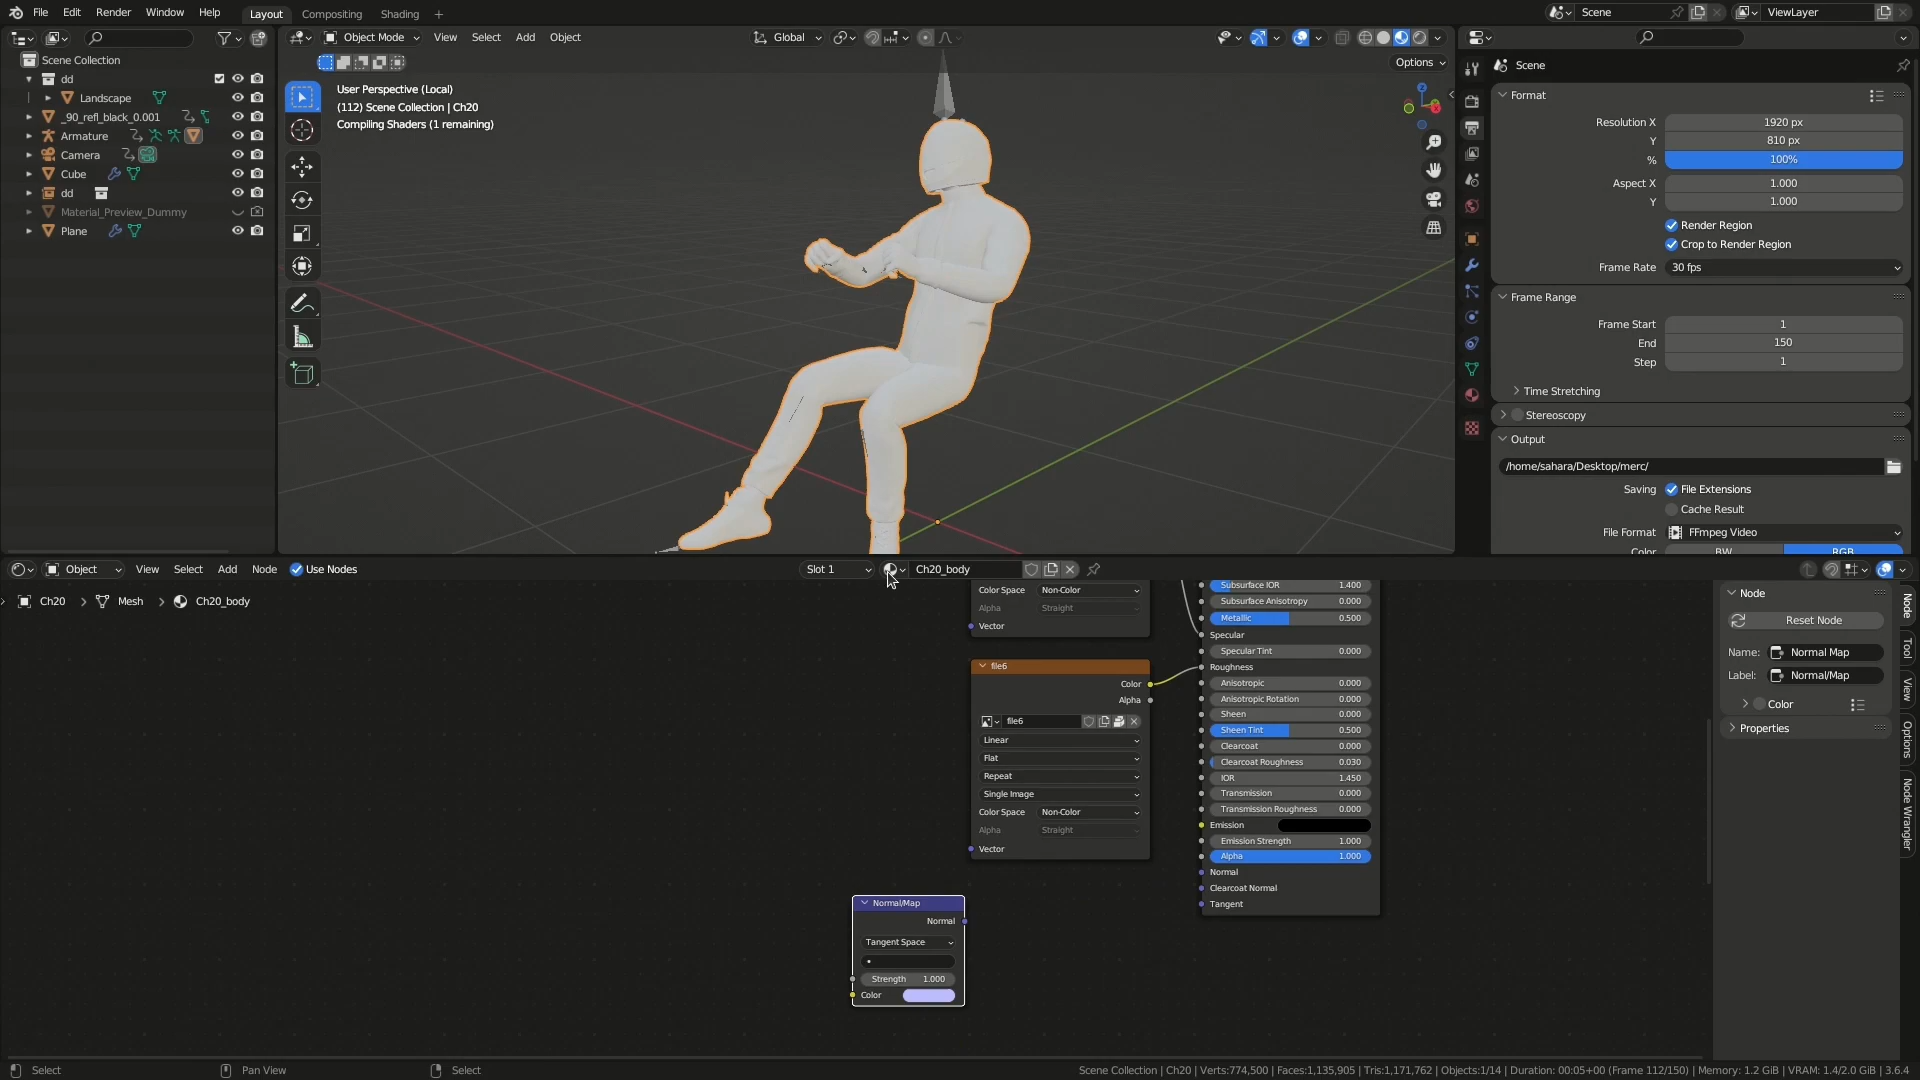 File Edit Render Window Help Layout Compositing Shading +
Scene ViewLayer
Object Mode View Select Add Object Global
Options
Scene Collection
dd
Landscape
_90_refl_black_0.001
Armature
Camera
Cube
dd
Material_Preview_Dummy
Plane
User Perspective (Local)
(112) Scene Collection | Ch20
Compiling Shaders (1 remaining)
Z
Scene
Format
Resolution X 1920 px
Y 810 px
% 100%
Aspect X 1.000
Y 1.000
Render Region
Crop to Render Region
Frame Rate 30 fps
Frame Range
Frame Start 1
End 150
Step 1
Time Stretching
Stereoscopy
Output
/home/sahara/Desktop/merc/
Saving File Extensions
Cache Result
File Format FFmpeg Video
Color BW RGB
Object View Select Add Node Use Nodes Slot 1 Ch20_body
Ch20 > Mesh > Ch20_body
Color Space Non-Color
Alpha Straight
Vector
file6
Color
Alpha
file6
Linear
Flat
Repeat
Single Image
Color Space Non-Color
Alpha Straight
Vector
Normal/Map
Normal
Tangent Space
Strength 1.000
Color
Subsurface IOR 1.400
Subsurface Anisotropy 0.000
Metallic 0.500
Specular
Specular Tint 0.000
Roughness
Anisotropic 0.000
Anisotropic Rotation 0.000
Sheen 0.000
Sheen Tint 0.500
Clearcoat 0.000
Clearcoat Roughness 0.030
IOR 1.450
Transmission 0.000
Transmission Roughness 0.000
Emission
Emission Strength 1.000
Alpha 1.000
Normal
Clearcoat Normal
Tangent
Node
Reset Node
Name: Normal Map
Label: Normal/Map
Color
Properties
Node
Tool
View
Options
Node Wrangler
Select Pan View Select
Scene Collection | Ch20 | Verts:774,500 | Faces:1,135,905 | Tris:1,171,762 | Objects:1/14 | Duration: 00:05+00 (Frame 112/150) | Memory: 1.2 GiB | VRAM: 1.4/2.0 GiB | 3.6.4